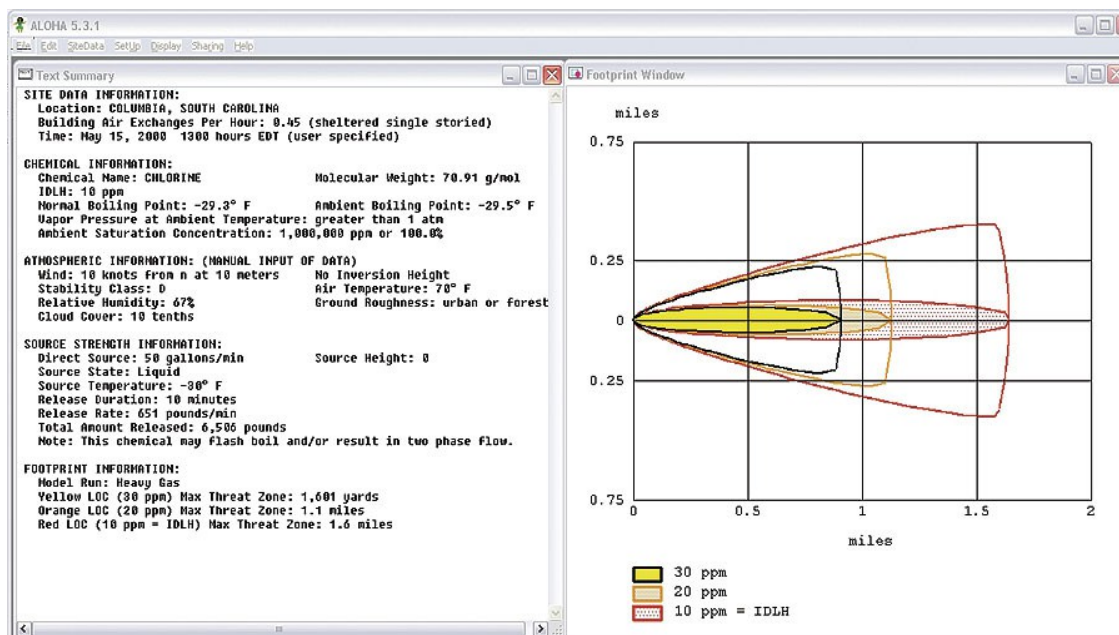 ALOHA 5.3.1
File Edit SiteData SetUp Display Sharing Help
Text Summary
SITE DATA INFORMATION:
Location: COLUMBIA, SOUTH CAROLINA
Building Air Exchanges Per Hour: 0.45 (sheltered single storied)
Time: May 15, 2000 1300 hours EDT (user specified)
CHEMICAL INFORMATION:
Chemical Name: CHLORINE Molecular Weight: 70.91 g/mol
IDLH: 10 ppm
Normal Boiling Point: -29.3° F Ambient Boiling Point: -29.5° F
Vapor Pressure at Ambient Temperature: greater than 1 atm
Ambient Saturation Concentration: 1,000,000 ppm or 100.0%
ATMOSPHERIC INFORMATION: (MANUAL INPUT OF DATA)
Wind: 10 knots from n at 10 meters No Inversion Height
Stability Class: D Air Temperature: 70° F
Relative Humidity: 67% Ground Roughness: urban or forest
Cloud Cover: 10 tenths
SOURCE STRENGTH INFORMATION:
Direct Source: 50 gallons/min Source Height: 0
Source State: Liquid
Source Temperature: -30° F
Release Duration: 10 minutes
Release Rate: 651 pounds/min
Total Amount Released: 6,506 pounds
Note: This chemical may flash boil and/or result in two phase flow.
FOOTPRINT INFORMATION:
Model Run: Heavy Gas
Yellow LOC (30 ppm) Max Threat Zone: 1,601 yards
Orange LOC (20 ppm) Max Threat Zone: 1.1 miles
Red LOC (10 ppm = IDLH) Max Threat Zone: 1.6 miles
Footprint Window
miles
0.75
0.25
0
0.25
0.75
0 0.5 1 1.5 2
miles
30 ppm
20 ppm
10 ppm = IDLH